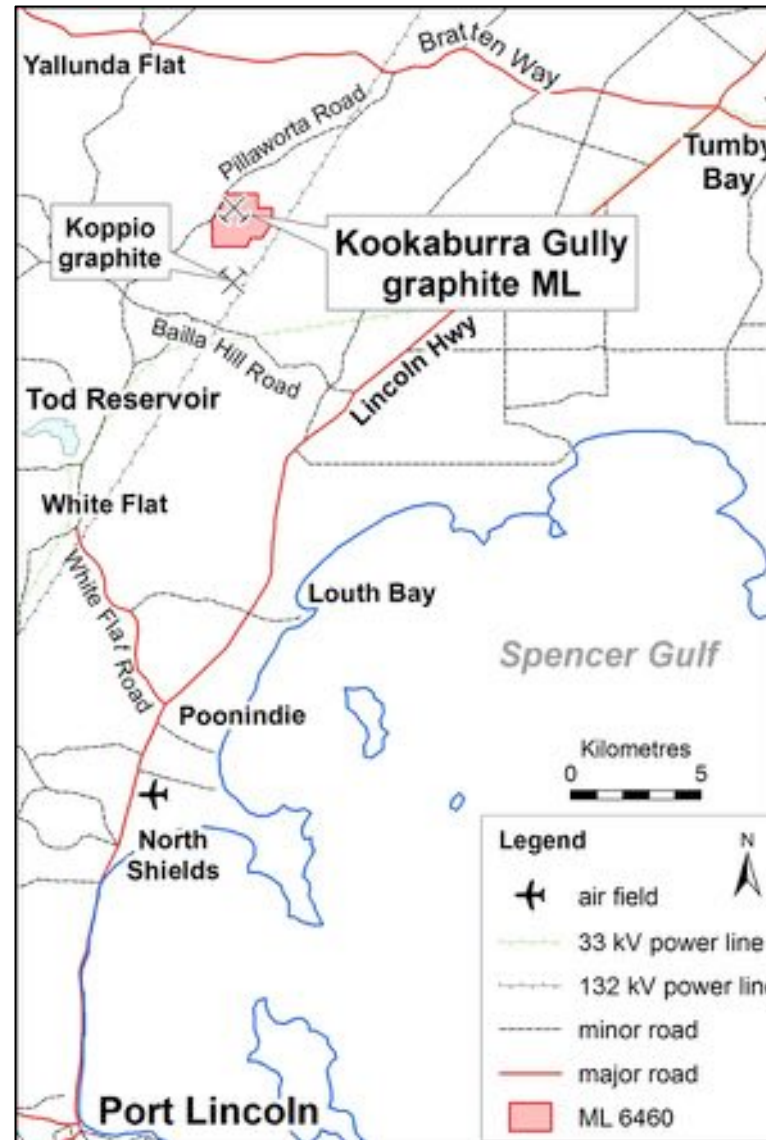 Bratten Way
Yallunda Flat
Pillaworta Road
Tumby
Bay
Koppio
graphite
Kookaburra Gully
graphite ML
Bailla Hill Road
Lincoln Hwy
Tod Reservoir
White Flat
White Flat Road
Louth Bay
Spencer Gulf
Poonindie
Kilometres
0 5
North
Shields
Legend
N
air field
33 kV power line
132 kV power line
minor road
major road
ML 6460
Port Lincoln